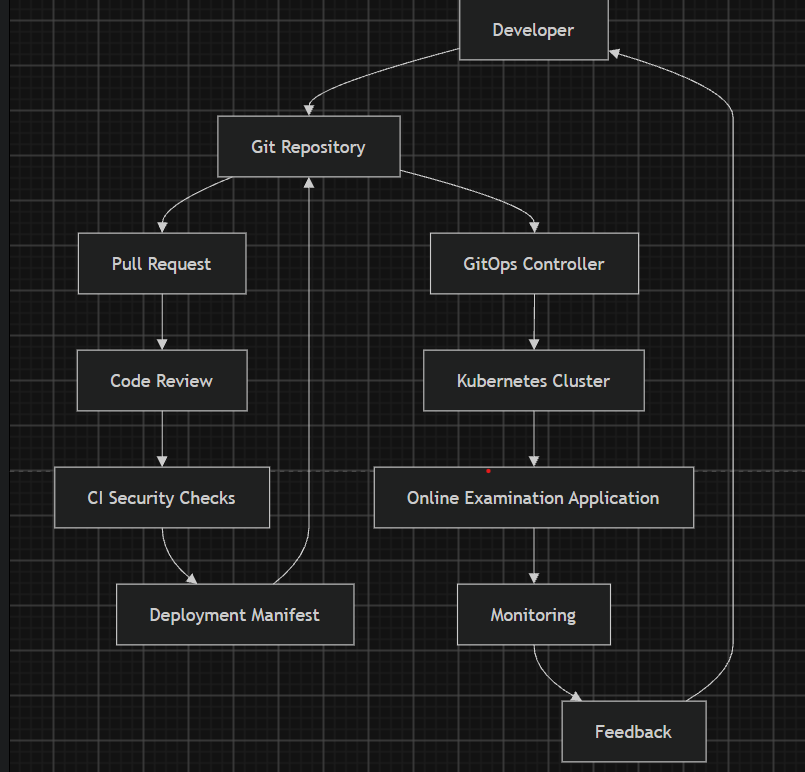 Developer
Git Repository
Pull Request
GitOps Controller
Code Review
Kubernetes Cluster
CI Security Checks
Online Examination Application
Deployment Manifest
Monitoring
Feedback